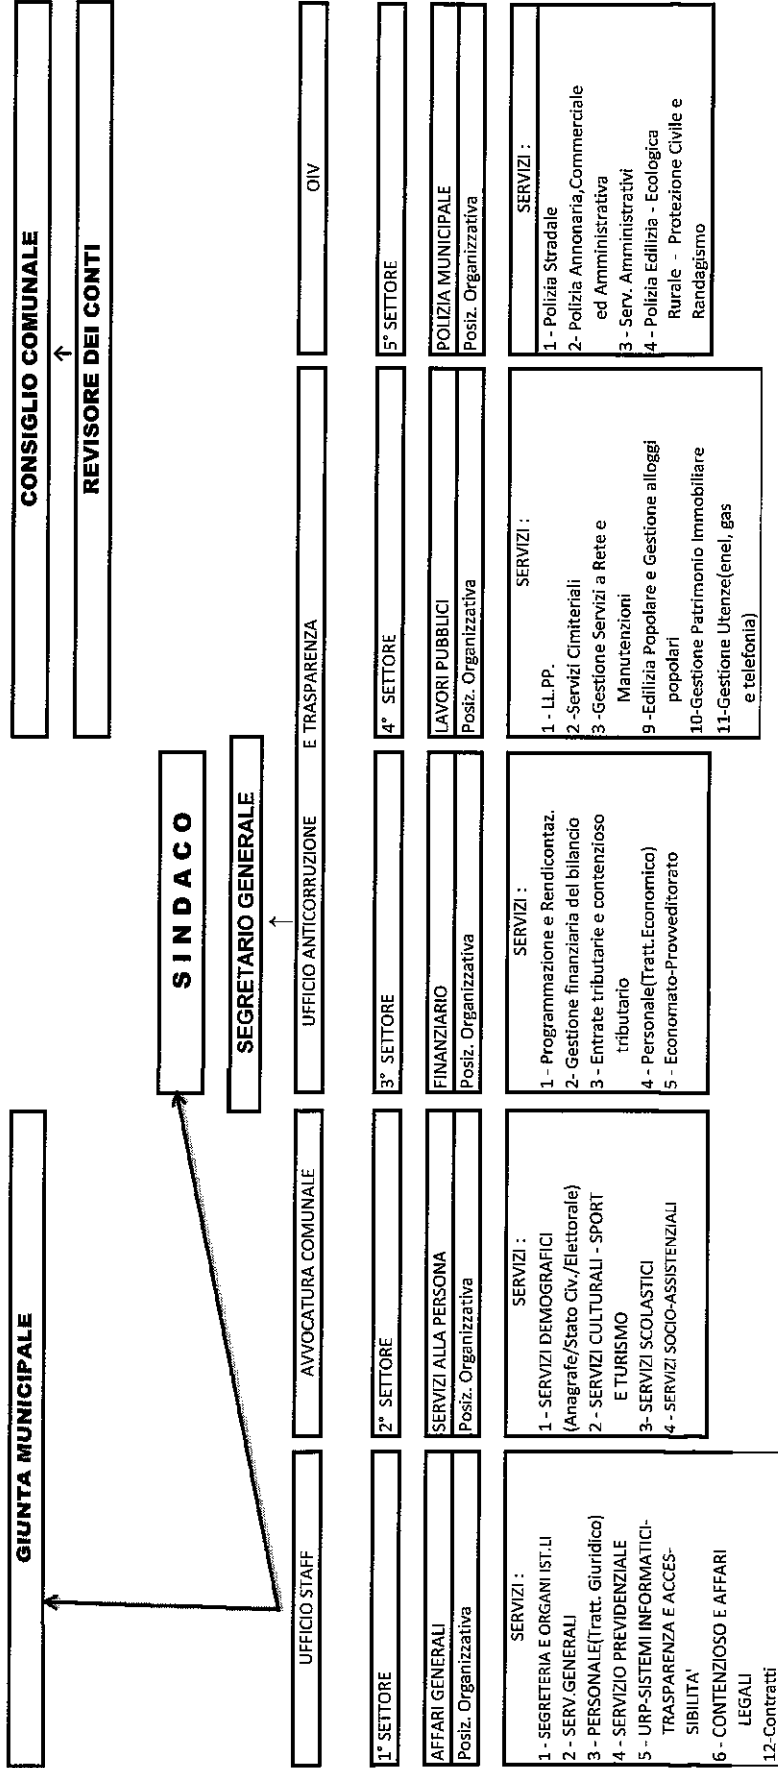 GIUNTA MUNICIPALE
CONSIGLIO COMUNALE
REVISORE DEI CONTI
S I N D A C O
SEGRETARIO GENERALE
UFFICIO STAFF
AVVOCATURA COMUNALE
UFFICIO ANTICORRUZIONE E TRASPARENZA
OIV
1° SETTORE
2° SETTORE
3° SETTORE
4° SETTORE
5° SETTORE
AFFARI GENERALI
Posiz. Organizzativa
SERVIZI ALLA PERSONA
Posiz. Organizzativa
FINANZIARIO
Posiz. Organizzativa
LAVORI PUBBLICI
Posiz. Organizzativa
POLIZIA MUNICIPALE
Posiz. Organizzativa
SERVIZI :
1 - SEGRETERIA E ORGANI IST.LI
2 - SERV.GENERALI
3 - PERSONALE(Tratt. Giuridico)
4 - SERVIZIO PREVIDENZIALE
5 - URP-SISTEMI INFORMATICI-
TRASPARENZA E ACCES-
SIBILITA'
6 - CONTENZIOSO E AFFARI
LEGALI
12-Contratti
SERVIZI :
1 - SERVIZI DEMOGRAFICI
(Anagrafe/Stato Civ./Elettorale)
2 - SERVIZI CULTURALI - SPORT
E TURISMO
3- SERVIZI SCOLASTICI
4 - SERVIZI SOCIO-ASSISTENZIALI
SERVIZI :
1 - Programmazione e Rendicontaz.
2- Gestione finanziaria del bilancio
3 - Entrate tributarie e contenzioso
tributario
4 - Personale(Tratt.Economico)
5 - Economato-Provveditorato
SERVIZI :
1 - LL.PP.
2 -Servizi Cimiteriali
3 -Gestione Servizi a Rete e
Manutenzioni
9 -Edilizia Popolare e Gestione alloggi
popolari
10-Gestione Patrimonio Immobiliare
11-Gestione Utenze(enel, gas
e telefonia)
SERVIZI :
1 - Polizia Stradale
2- Polizia Annonaria,Commerciale
ed Amministrativa
3 - Serv. Amministrativi
4 - Polizia Edilizia - Ecologica
Rurale - Protezione Civile e
Randagismo